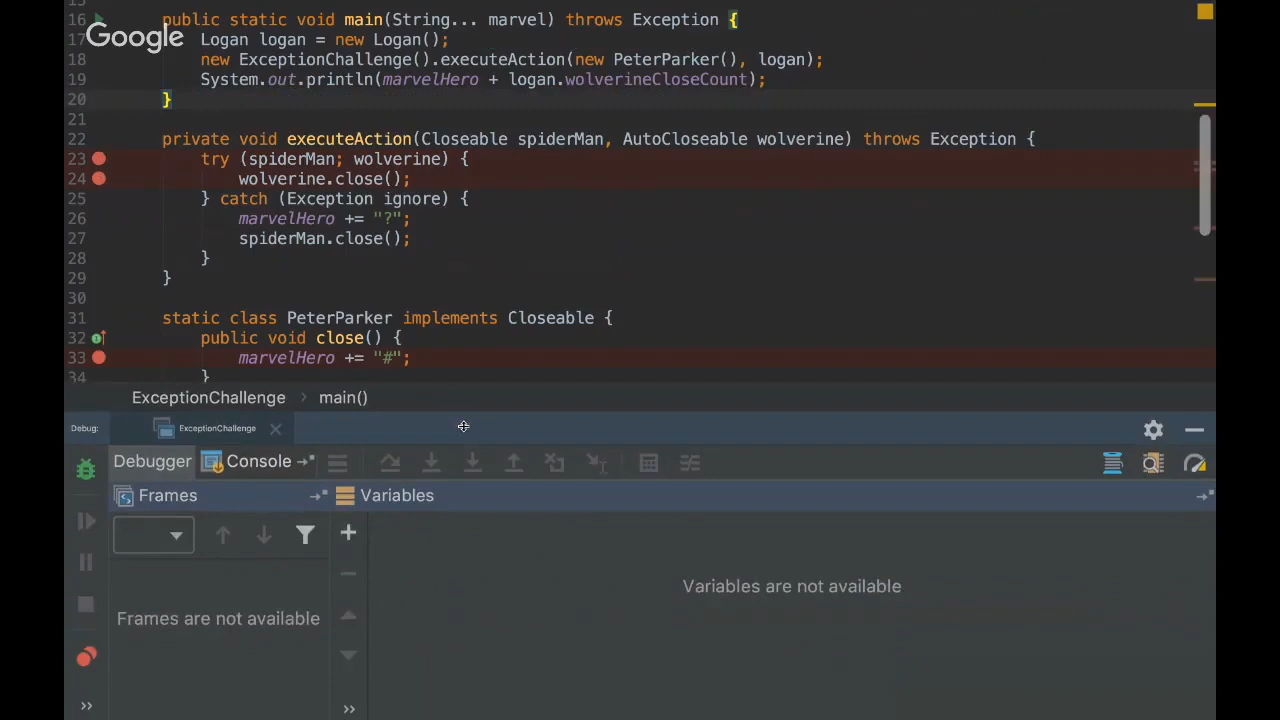 15
16 public static void main(String... marvel) throws Exception {
Google
17 Logan logan = new Logan();
18 new ExceptionChallenge().executeAction(new PeterParker(), logan);
19 System.out.println(marvelHero + logan.wolverineCloseCount);
20 }
21
22 private void executeAction(Closeable spiderMan, AutoCloseable wolverine) throws Exception {
23 try (spiderMan; wolverine) {
24 wolverine.close();
25 } catch (Exception ignore) {
26 marvelHero += "?";
27 spiderMan.close();
28 }
29 }
30
31 static class PeterParker implements Closeable {
32 public void close() {
33 marvelHero += "#";
34 }
ExceptionChallenge › main()
Debug: ExceptionChallenge
Debugger Console
Frames Variables
Variables are not available
Frames are not available